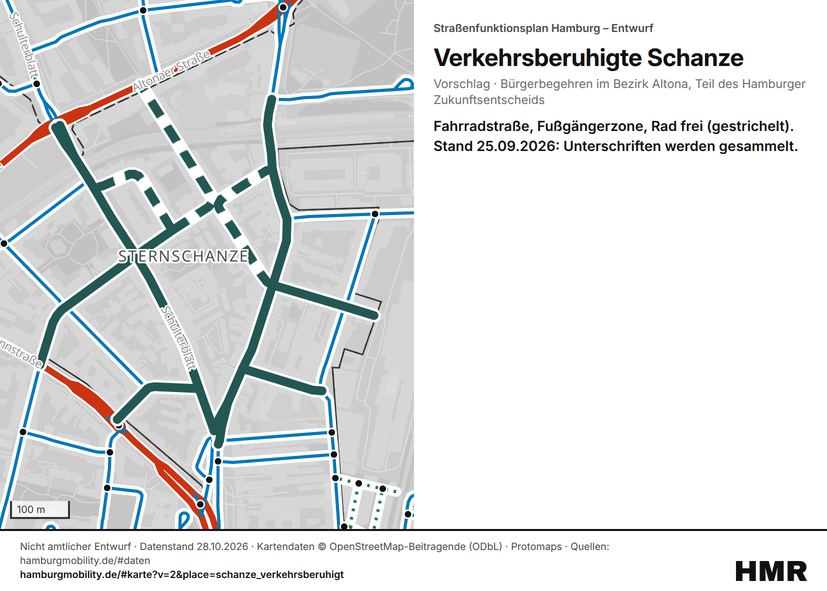 Straßenfunktionsplan Hamburg – Entwurf
Verkehrsberuhigte Schanze
Vorschlag · Bürgerbegehren im Bezirk Altona, Teil des Hamburger
Zukunftsentscheids
Fahrradstraße, Fußgängerzone, Rad frei (gestrichelt).
Stand 25.09.2026: Unterschriften werden gesammelt.
Schulterblatt
Altonaer Straße
STERNSCHANZE
Schulterblatt
nnstraße
100 m
Nicht amtlicher Entwurf · Datenstand 28.10.2026 · Kartendaten © OpenStreetMap-Beitragende (ODbL) · Protomaps · Quellen:
hamburgmobility.de/#daten
hamburgmobility.de/#karte?v=2&place=schanze_verkehrsberuhigt
HMR